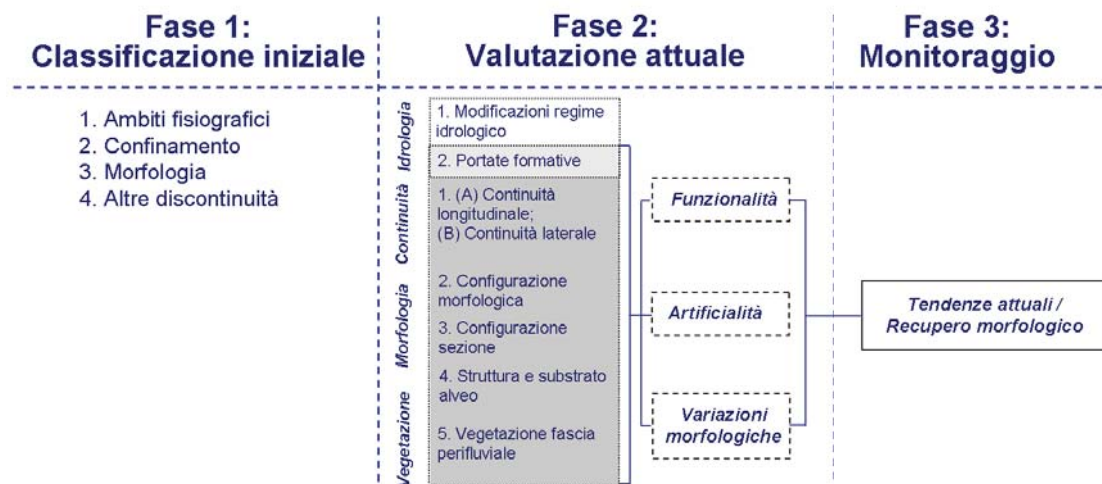 Fase 1:
Classificazione iniziale
Fase 2:
Valutazione attuale
Fase 3:
Monitoraggio
1. Ambiti fisiografici
2. Confinamento
3. Morfologia
4. Altre discontinuità
Idrologia
1. Modificazioni regime
idrologico
2. Portate formative
Continuità
1. (A) Continuità
longitudinale;
(B) Continuità laterale
Morfologia
2. Configurazione
morfologica
3. Configurazione
sezione
4. Struttura e substrato
alveo
Vegetazione
5. Vegetazione fascia
perifluviale
Funzionalità
Artificialità
Variazioni
morfologiche
Tendenze attuali /
Recupero morfologico